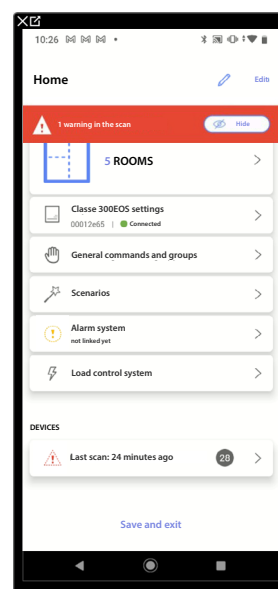 10:26
Home
Edit
1 warning in the scan
Hide
5 ROOMS
Classe 300EOS settings
00012e65 | Connected
General commands and groups
Scenarios
Alarm system
not linked yet
Load control system
DEVICES
Last scan: 24 minutes ago
28
Save and exit